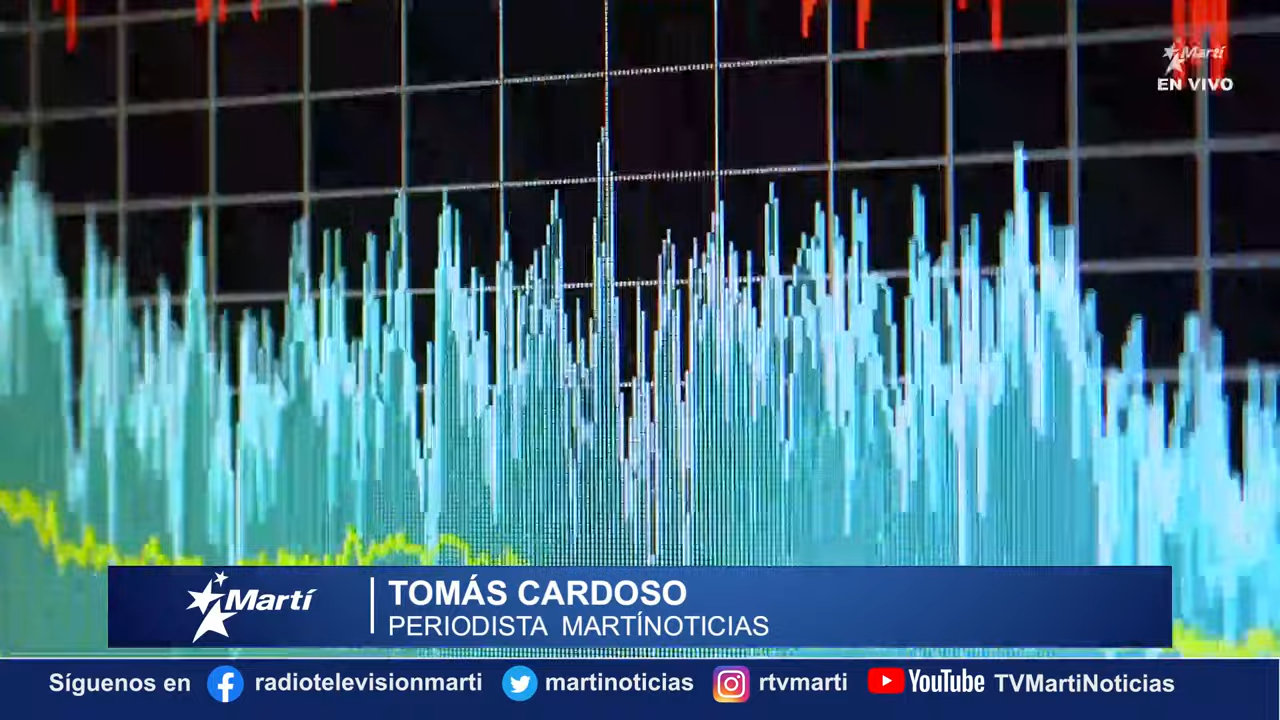 Martí
EN VIVO
Martí
TOMÁS CARDOSO
PERIODISTA MARTÍNOTICIAS
Síguenos en radiotelevisionmarti martinoticias rtvmarti YouTube TVMartiNoticias